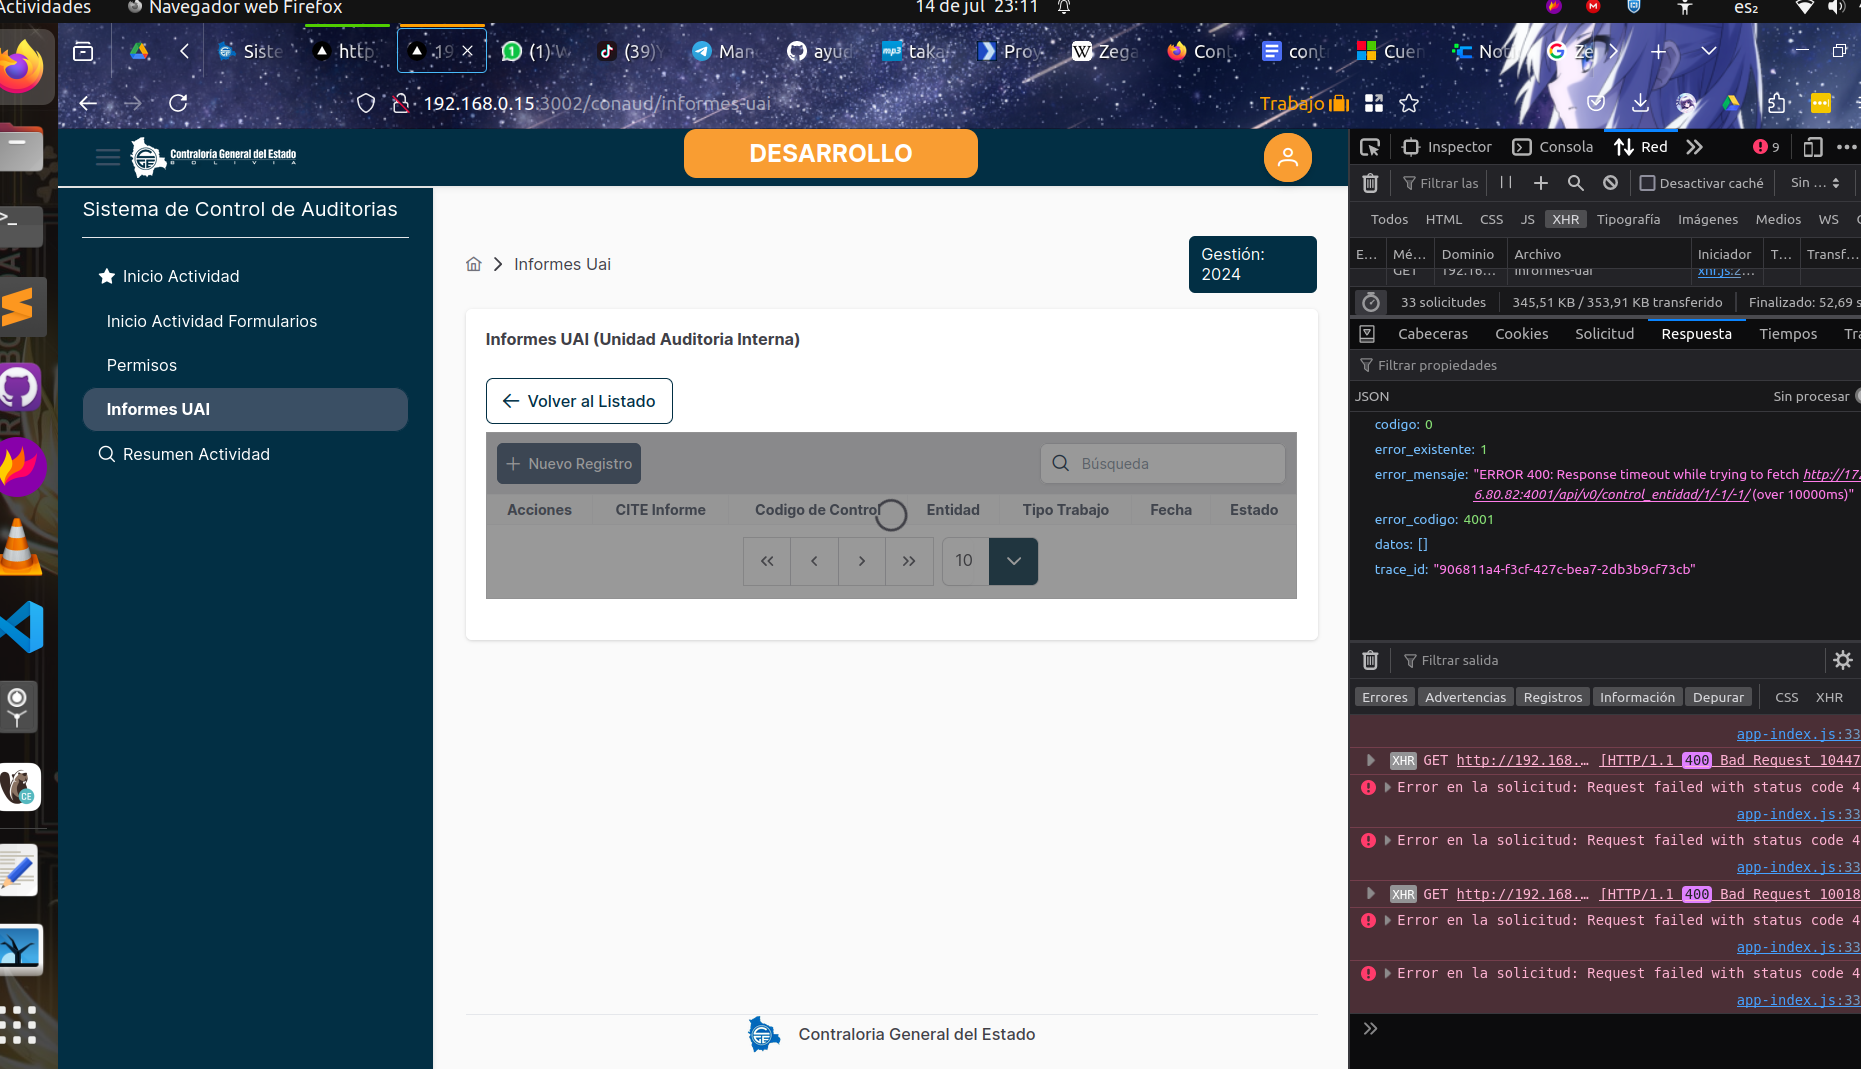 Actividades
Navegador web Firefox
14 de jul 23:11
es₂
Siste
http
19
(1) W
(39)
Man
ayud
mp3 taka
Proy
Zega
Cont
cont
Cuen
Not
Ze
192.168.0.15:3002/conaud/informes-uai
Trabajo
Contraloría General del Estado
BOLIVIA
DESARROLLO
Sistema de Control de Auditorias
Inicio Actividad
Inicio Actividad Formularios
Permisos
Informes UAI
Resumen Actividad
Informes Uai
Gestión:
2024
Informes UAI (Unidad Auditoria Interna)
Volver al Listado
Nuevo Registro
Búsqueda
Acciones
CITE Informe
Codigo de Control
Entidad
Tipo Trabajo
Fecha
Estado
10
Contraloria General del Estado
Inspector
Consola
Red
9
Filtrar las
Desactivar caché
Sin ...
Todos HTML CSS JS XHR Tipografía Imágenes Medios WS
E... Mé... Dominio Archivo Iniciador T... Transf...
GET 192.16... informes-uai xhr.js:2...
33 solicitudes
345,51 KB / 353,91 KB transferido
Finalizado: 52,69 s
Cabeceras Cookies Solicitud Respuesta Tiempos Tra
Filtrar propiedades
JSON
Sin procesar
codigo: 0
error_existente: 1
error_mensaje: "ERROR 400: Response timeout while trying to fetch http://17
6.80.82:4001/api/v0/control_entidad/1/-1/-1/ (over 10000ms)"
error_codigo: 4001
datos: []
trace_id: "906811a4-f3cf-427c-bea7-2db3b9cf73cb"
Filtrar salida
Errores Advertencias Registros Información Depurar CSS XHR
app-index.js:33
XHR GET http://192.168.… [HTTP/1.1 400 Bad Request 10447
Error en la solicitud: Request failed with status code 4
app-index.js:33
Error en la solicitud: Request failed with status code 4
app-index.js:33
XHR GET http://192.168.… [HTTP/1.1 400 Bad Request 10018
Error en la solicitud: Request failed with status code 4
app-index.js:33
Error en la solicitud: Request failed with status code 4
app-index.js:33